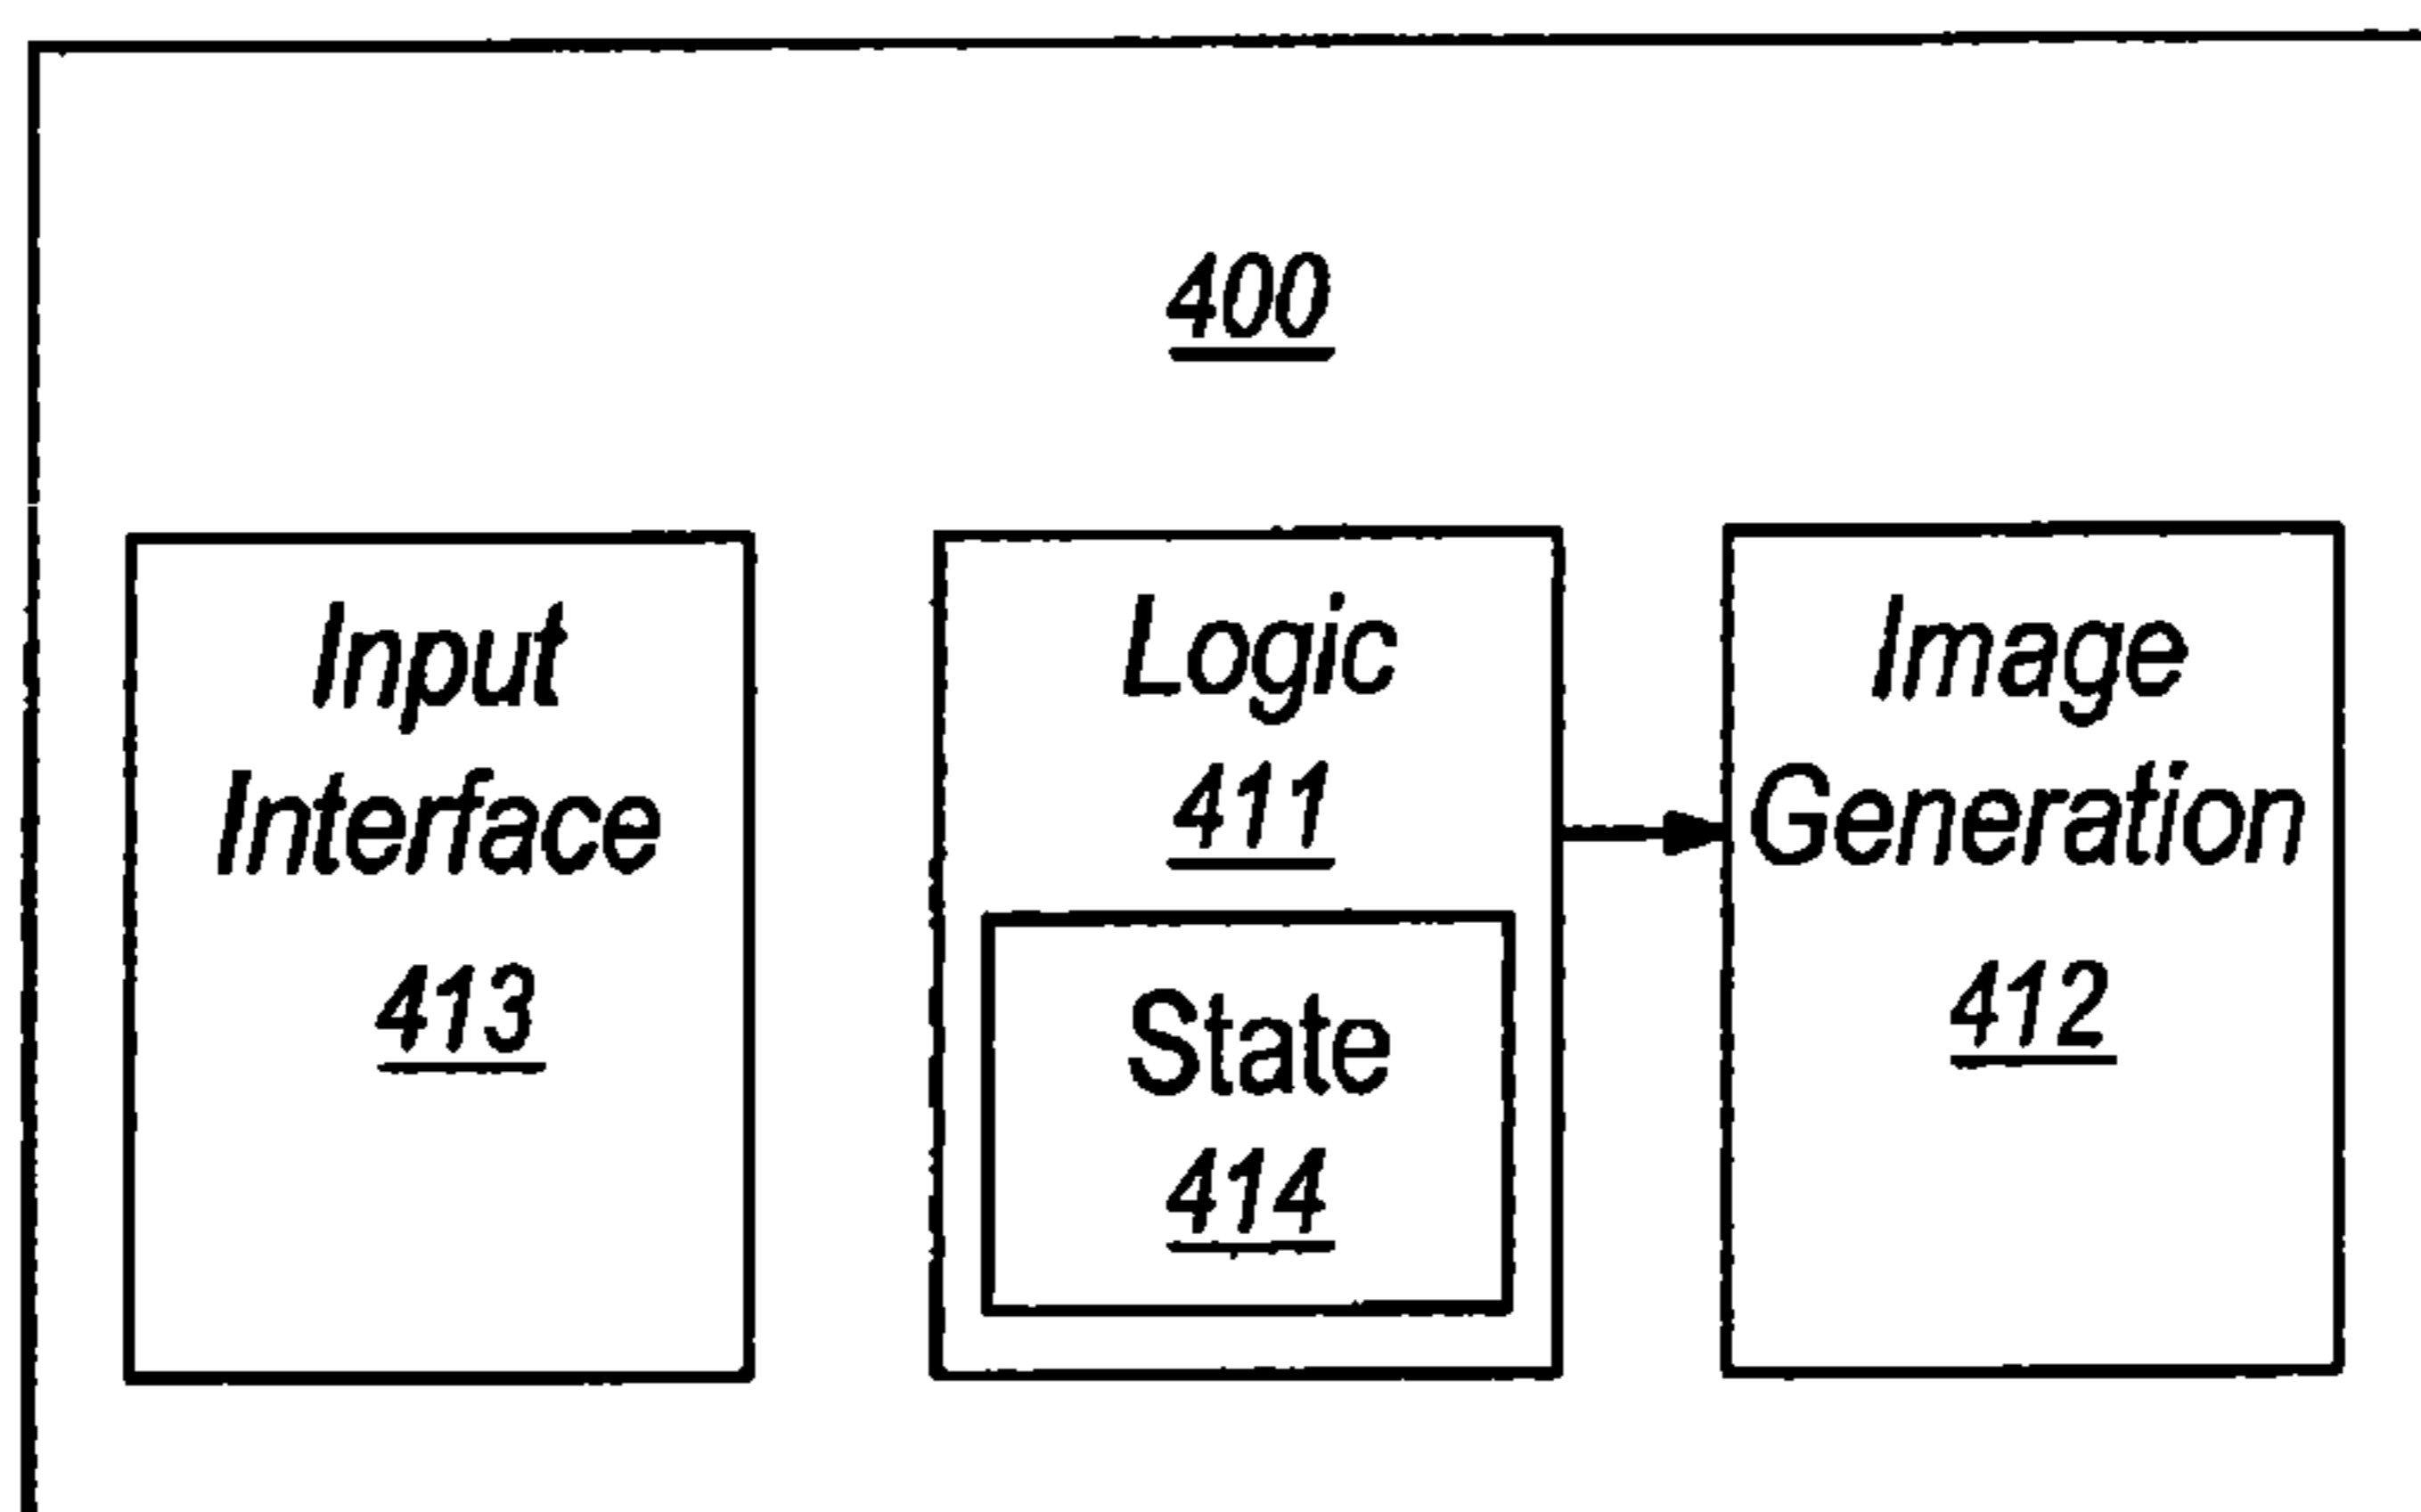 400
Input
Interface
413
Logic
411
State
414
Image
Generation
412